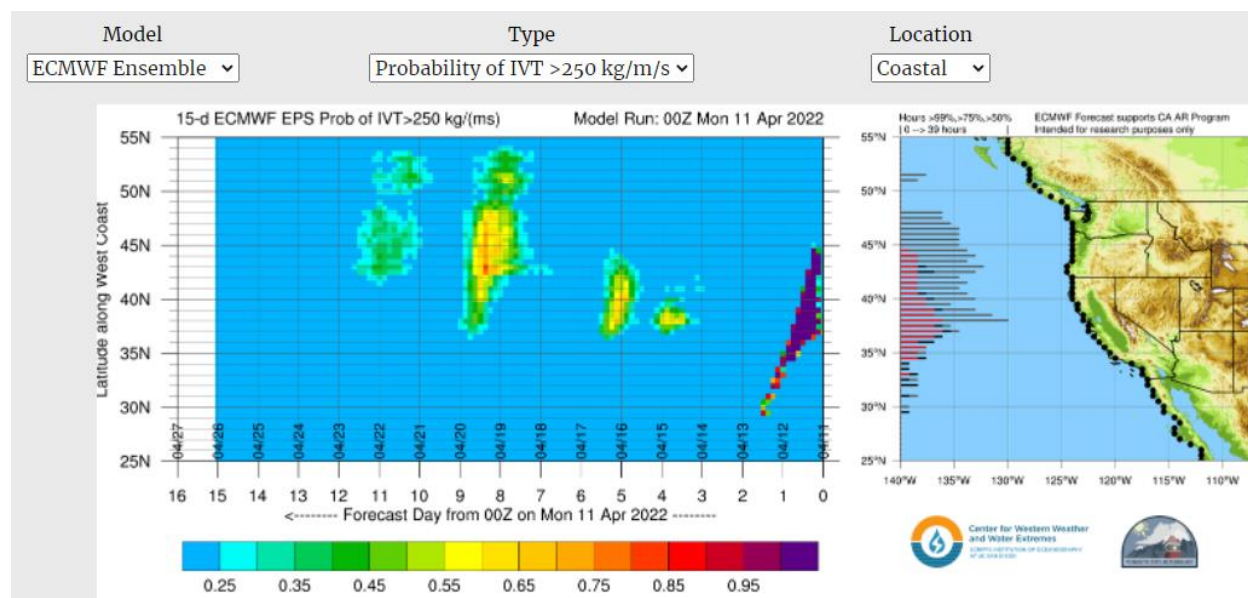 Model
Type
Location
ECMWF Ensemble
Probability of IVT >250 kg/m/s
Coastal
15-d ECMWF EPS Prob of IVT>250 kg/(ms)
Model Run: 00Z Mon 11 Apr 2022
Hours >99%,>75%,>50%
0 --> 39 hours
ECMWF Forecast supports CA AR Program
Intended for research purposes only
Latitude along West Coast
55N
50N
45N
40N
35N
30N
25N
04/27
04/26
04/25
04/24
04/23
04/22
04/21
04/20
04/19
04/18
04/17
04/16
04/15
04/14
04/13
04/12
04/11
16 15 14 13 12 11 10 9 8 7 6 5 4 3 2 1 0
<-------- Forecast Day from 00Z on Mon 11 Apr 2022 --------
0.25 0.35 0.45 0.55 0.65 0.75 0.85 0.95
55°N
50°N
45°N
40°N
35°N
30°N
25°N
140°W 135°W 130°W 125°W 120°W 115°W 110°W
Center for Western Weather
and Water Extremes
SCRIPPS INSTITUTION OF OCEANOGRAPHY
AT UC SAN DIEGO